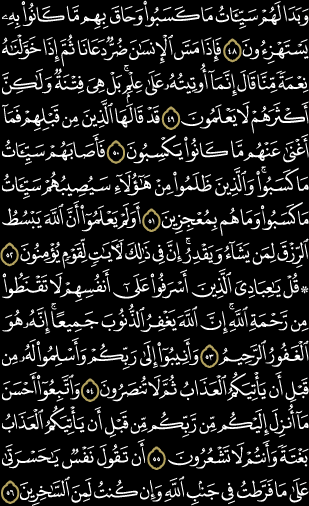 وَبَدَا لَهُمْ سَيِّئَاتُ مَا كَسَبُوا۟ وَحَاقَ بِهِم مَّا كَانُوا۟ بِهِۦ
يَسْتَهْزِءُونَ ٤٨ فَإِذَا مَسَّ ٱلْإِنسَٰنَ ضُرٌّ دَعَانَا ثُمَّ إِذَا خَوَّلْنَٰهُ
نِعْمَةً مِّنَّا قَالَ إِنَّمَآ أُوتِيتُهُۥ عَلَىٰ عِلْمٍۭ ۚ بَلْ هِىَ فِتْنَةٌ وَلَٰكِنَّ
أَكْثَرَهُمْ لَا يَعْلَمُونَ ٤٩ قَدْ قَالَهَا ٱلَّذِينَ مِن قَبْلِهِمْ فَمَآ
أَغْنَىٰ عَنْهُم مَّا كَانُوا۟ يَكْسِبُونَ ٥٠ فَأَصَابَهُمْ سَيِّئَاتُ
مَا كَسَبُوا۟ ۚ وَٱلَّذِينَ ظَلَمُوا۟ مِنْ هَٰٓؤُلَآءِ سَيُصِيبُهُمْ سَيِّئَاتُ
مَا كَسَبُوا۟ وَمَا هُم بِمُعْجِزِينَ ٥١ أَوَلَمْ يَعْلَمُوٓا۟ أَنَّ ٱللَّهَ يَبْسُطُ
ٱلرِّزْقَ لِمَن يَشَآءُ وَيَقْدِرُ ۚ إِنَّ فِى ذَٰلِكَ لَءَايَٰتٍ لِّقَوْمٍ يُؤْمِنُونَ ٥٢
۞ قُلْ يَٰعِبَادِىَ ٱلَّذِينَ أَسْرَفُوا۟ عَلَىٰٓ أَنفُسِهِمْ لَا تَقْنَطُوا۟
مِن رَّحْمَةِ ٱللَّهِ ۚ إِنَّ ٱللَّهَ يَغْفِرُ ٱلذُّنُوبَ جَمِيعًا ۚ إِنَّهُۥ هُوَ
ٱلْغَفُورُ ٱلرَّحِيمُ ٥٣ وَأَنِيبُوٓا۟ إِلَىٰ رَبِّكُمْ وَأَسْلِمُوا۟ لَهُۥ مِن
قَبْلِ أَن يَأْتِيَكُمُ ٱلْعَذَابُ ثُمَّ لَا تُنصَرُونَ ٥٤ وَٱتَّبِعُوٓا۟ أَحْسَنَ
مَآ أُنزِلَ إِلَيْكُم مِّن رَّبِّكُم مِّن قَبْلِ أَن يَأْتِيَكُمُ ٱلْعَذَابُ
بَغْتَةً وَأَنتُمْ لَا تَشْعُرُونَ ٥٥ أَن تَقُولَ نَفْسٌ يَٰحَسْرَتَىٰ
عَلَىٰ مَا فَرَّطتُ فِى جَنۢبِ ٱللَّهِ وَإِن كُنتُ لَمِنَ ٱلسَّٰخِرِينَ ٥٦